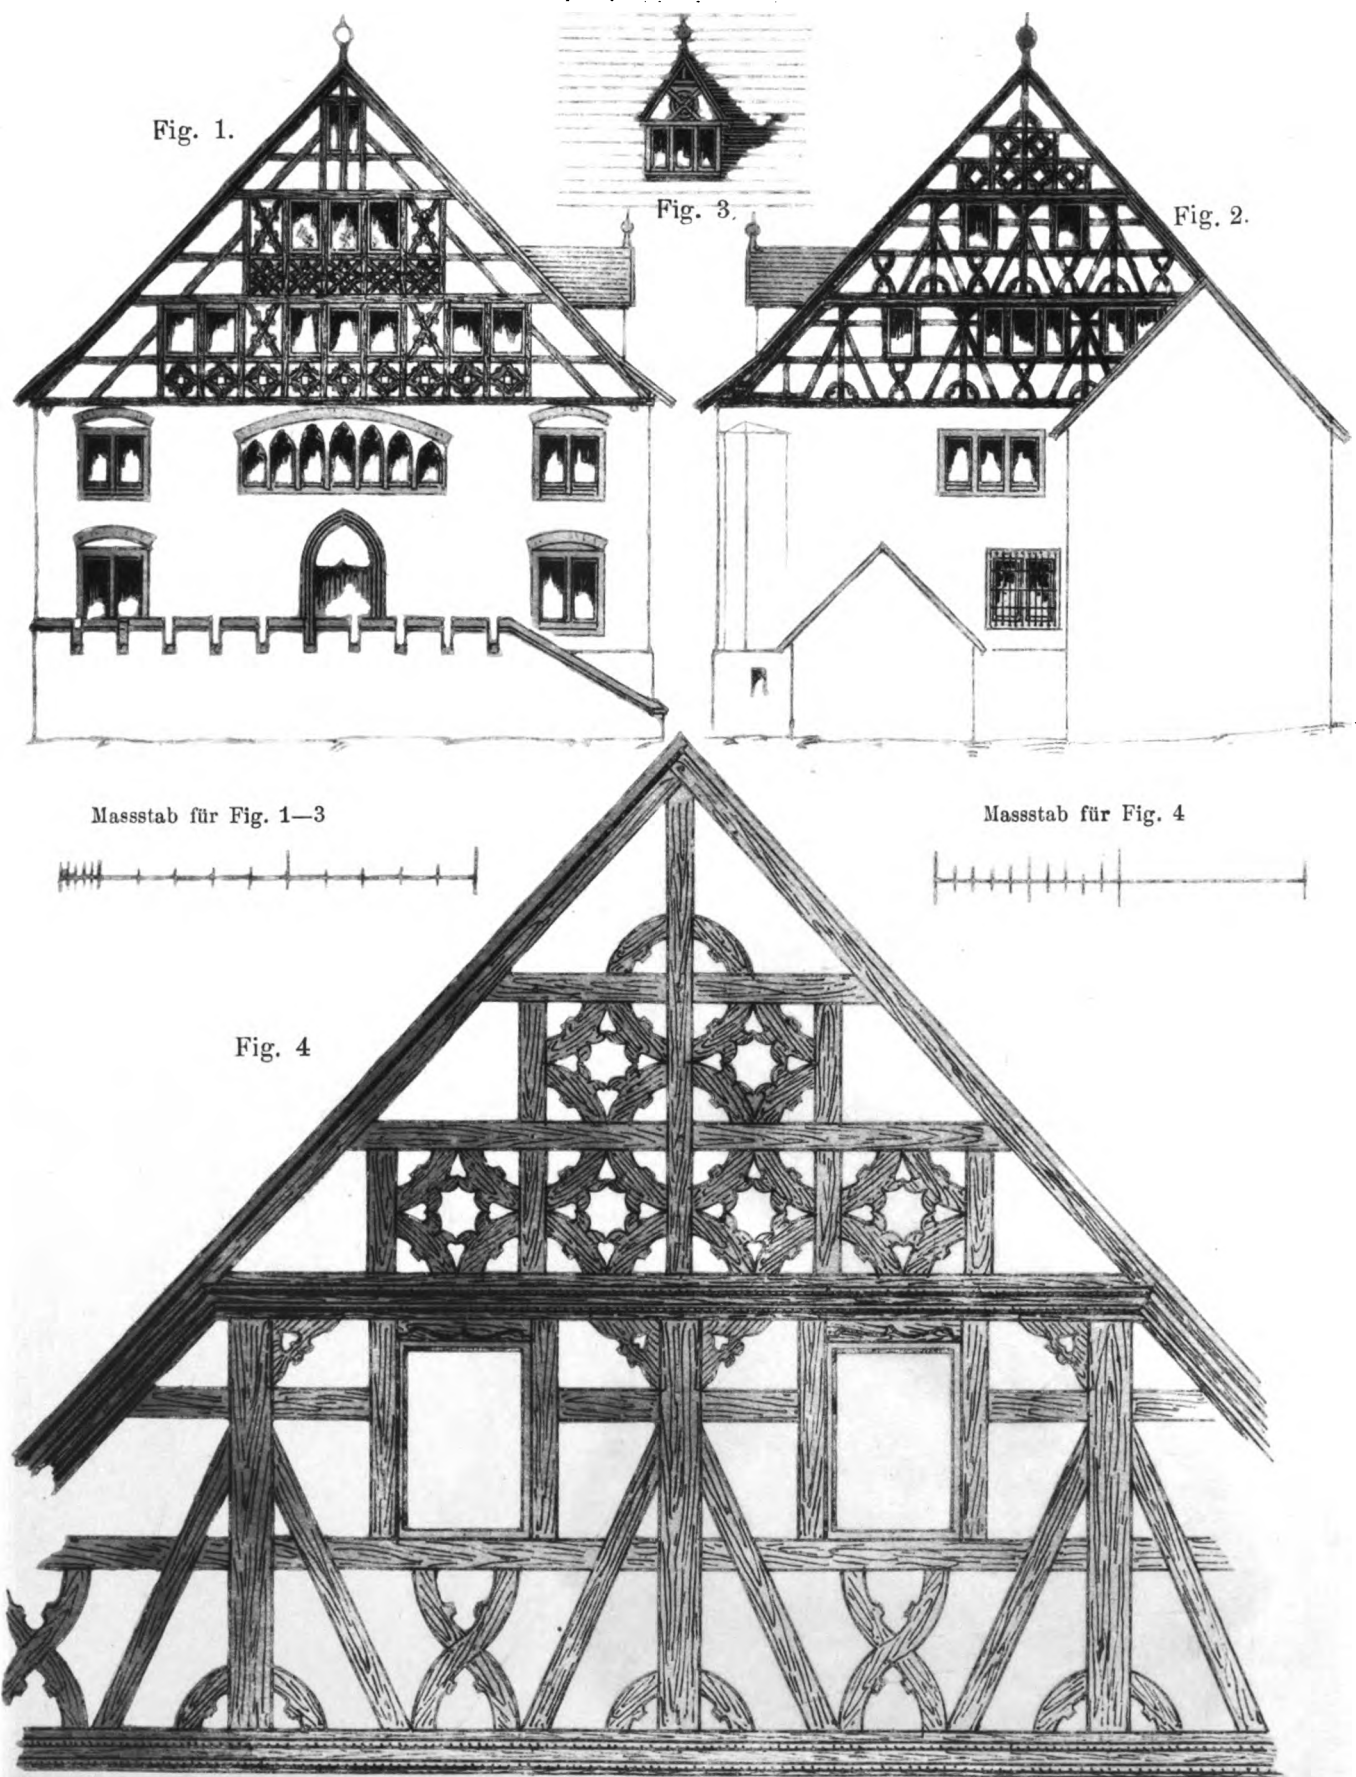 Fig. 1.
Fig. 3.
Fig. 2.
Massstab für Fig. 1—3
Massstab für Fig. 4
Fig. 4